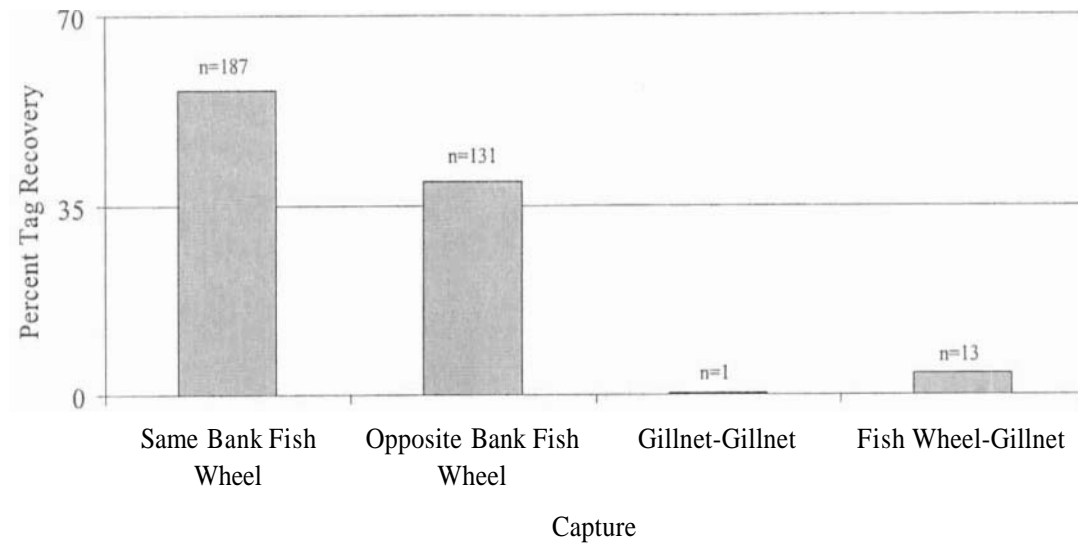 70
n=187
n=131
Percent Tag Recovery
35
n=1
n=13
0
Same Bank Fish
Wheel
Opposite Bank Fish
Wheel
Gillnet-Gillnet
Fish Wheel-Gillnet
Capture